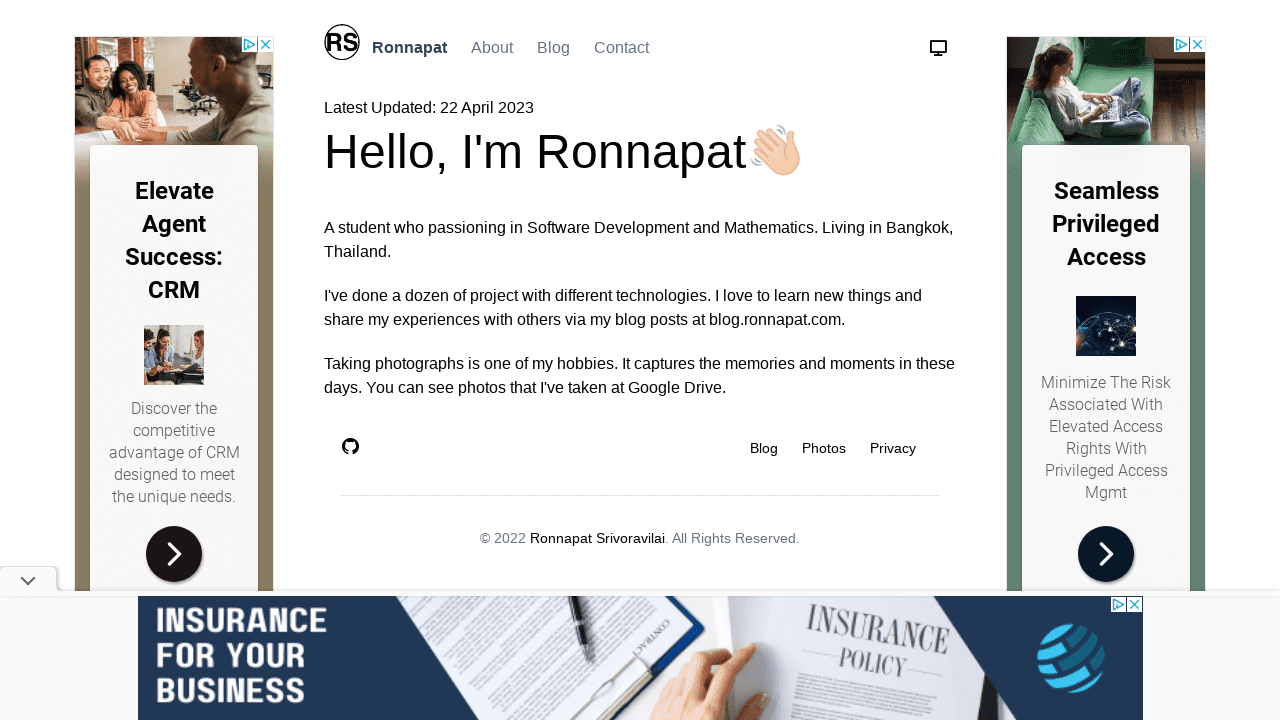 RS
Ronnapat About Blog Contact
Latest Updated: 22 April 2023
Hello, I'm Ronnapat👋🏼
A student who passioning in Software Development and Mathematics. Living in Bangkok,
Thailand.
I've done a dozen of project with different technologies. I love to learn new things and
share my experiences with others via my blog posts at blog.ronnapat.com.
Taking photographs is one of my hobbies. It captures the memories and moments in these
days. You can see photos that I've taken at Google Drive.
Blog Photos Privacy
© 2022 Ronnapat Srivoravilai. All Rights Reserved.
Elevate
Agent
Success:
CRM
Discover the
competitive
advantage of CRM
designed to meet
the unique needs.
Seamless
Privileged
Access
Minimize The Risk
Associated With
Elevated Access
Rights With
Privileged Access
Mgmt
INSURANCE
FOR YOUR
BUSINESS
CONTRACT
INSURANCE
POLICY